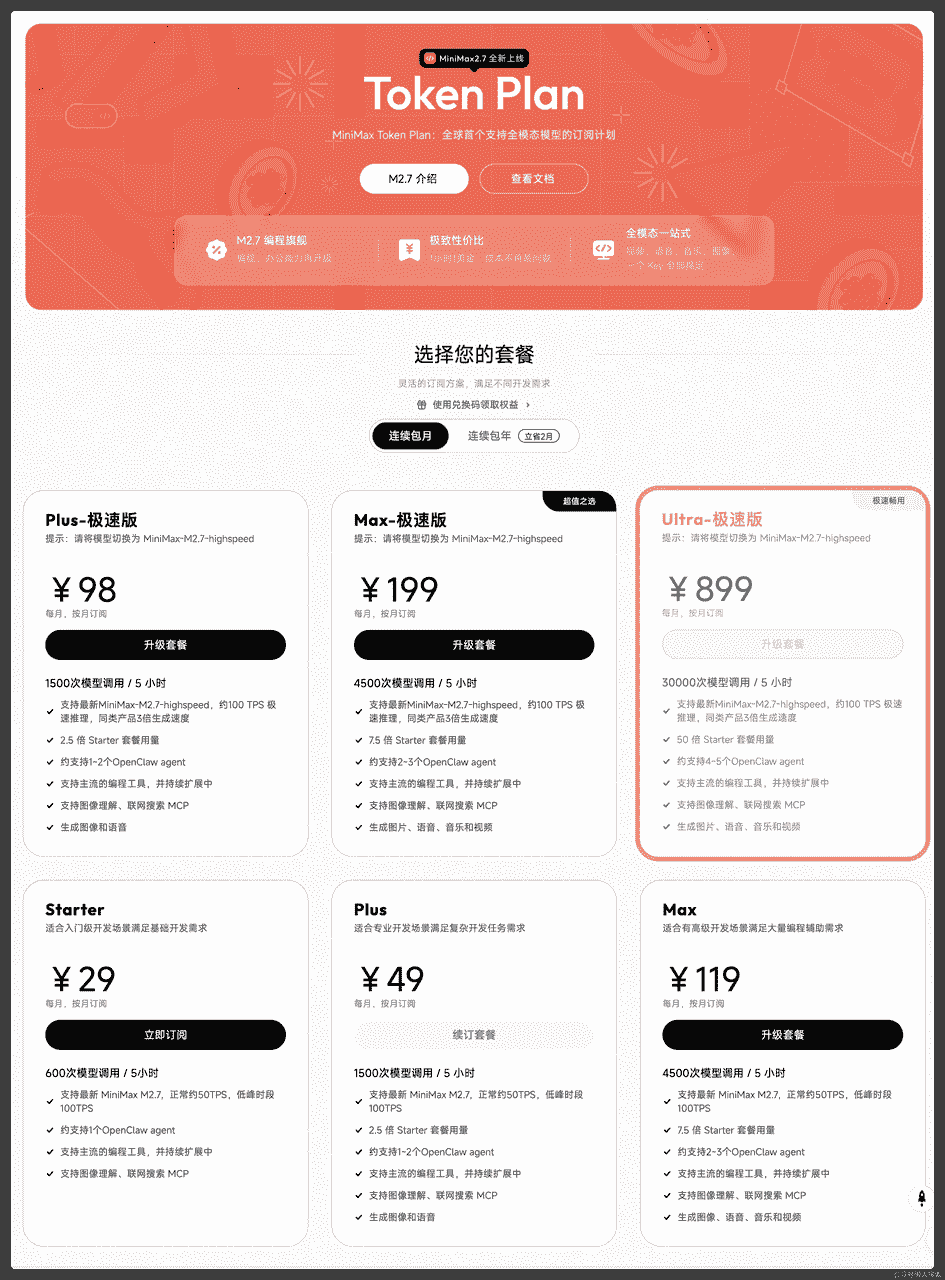 MiniMax2.7 全新上线
Token Plan
MiniMax Token Plan：全球首个支持全模态模型的订阅计划
M2.7 介绍
查看文档
M2.7 编程旗舰
编程、办公能力再升级
极致性价比
全模态一站式
视频、语音、音乐、图像
一个 Key 全部搞定
选择您的套餐
灵活的订阅方案，满足不同开发需求
使用兑换码领取权益 ›
连续包月
连续包年 立省2月
Plus-极速版
提示：请将模型切换为 MiniMax-M2.7-highspeed
¥98
每月，按月订阅
升级套餐
1500次模型调用 / 5 小时
支持最新MiniMax-M2.7-highspeed，约100 TPS 极
速推理，同类产品3倍生成速度
2.5 倍 Starter 套餐用量
约支持1~2个OpenClaw agent
支持主流的编程工具，并持续扩展中
支持图像理解、联网搜索 MCP
生成图像和语音
超值之选
Max-极速版
提示：请将模型切换为 MiniMax-M2.7-highspeed
¥199
每月，按月订阅
升级套餐
4500次模型调用 / 5 小时
支持最新MiniMax-M2.7-highspeed，约100 TPS 极
速推理，同类产品3倍生成速度
7.5 倍 Starter 套餐用量
约支持2~3个OpenClaw agent
支持主流的编程工具，并持续扩展中
支持图像理解、联网搜索 MCP
生成图片、语音、音乐和视频
极速畅用
Ultra-极速版
提示：请将模型切换为 MiniMax-M2.7-highspeed
¥899
每月，按月订阅
升级套餐
30000次模型调用 / 5 小时
支持最新MiniMax-M2.7-highspeed，约100 TPS 极速
推理，同类产品3倍生成速度
50 倍 Starter 套餐用量
约支持4~5个OpenClaw agent
支持主流的编程工具，并持续扩展中
支持图像理解、联网搜索 MCP
生成图片、语音、音乐和视频
Starter
适合入门级开发场景满足基础开发需求
¥29
每月，按月订阅
立即订阅
600次模型调用 / 5小时
支持最新 MiniMax M2.7，正常约50TPS，低峰时段
100TPS
约支持1个OpenClaw agent
支持主流的编程工具，并持续扩展中
支持图像理解、联网搜索 MCP
Plus
适合专业开发场景满足复杂开发任务需求
¥49
每月，按月订阅
续订套餐
1500次模型调用 / 5 小时
支持最新 MiniMax M2.7，正常约50TPS，低峰时段
100TPS
2.5 倍 Starter 套餐用量
约支持1~2个OpenClaw agent
支持主流的编程工具，并持续扩展中
支持图像理解、联网搜索 MCP
生成图像和语音
Max
适合有高级开发场景满足大量编程辅助需求
¥119
每月，按月订阅
升级套餐
4500次模型调用 / 5 小时
支持最新 MiniMax M2.7，正常约50TPS，低峰时段
100TPS
7.5 倍 Starter 套餐用量
约支持2~3个OpenClaw agent
支持主流的编程工具，并持续扩展中
支持图像理解、联网搜索 MCP
生成图像、语音、音乐和视频